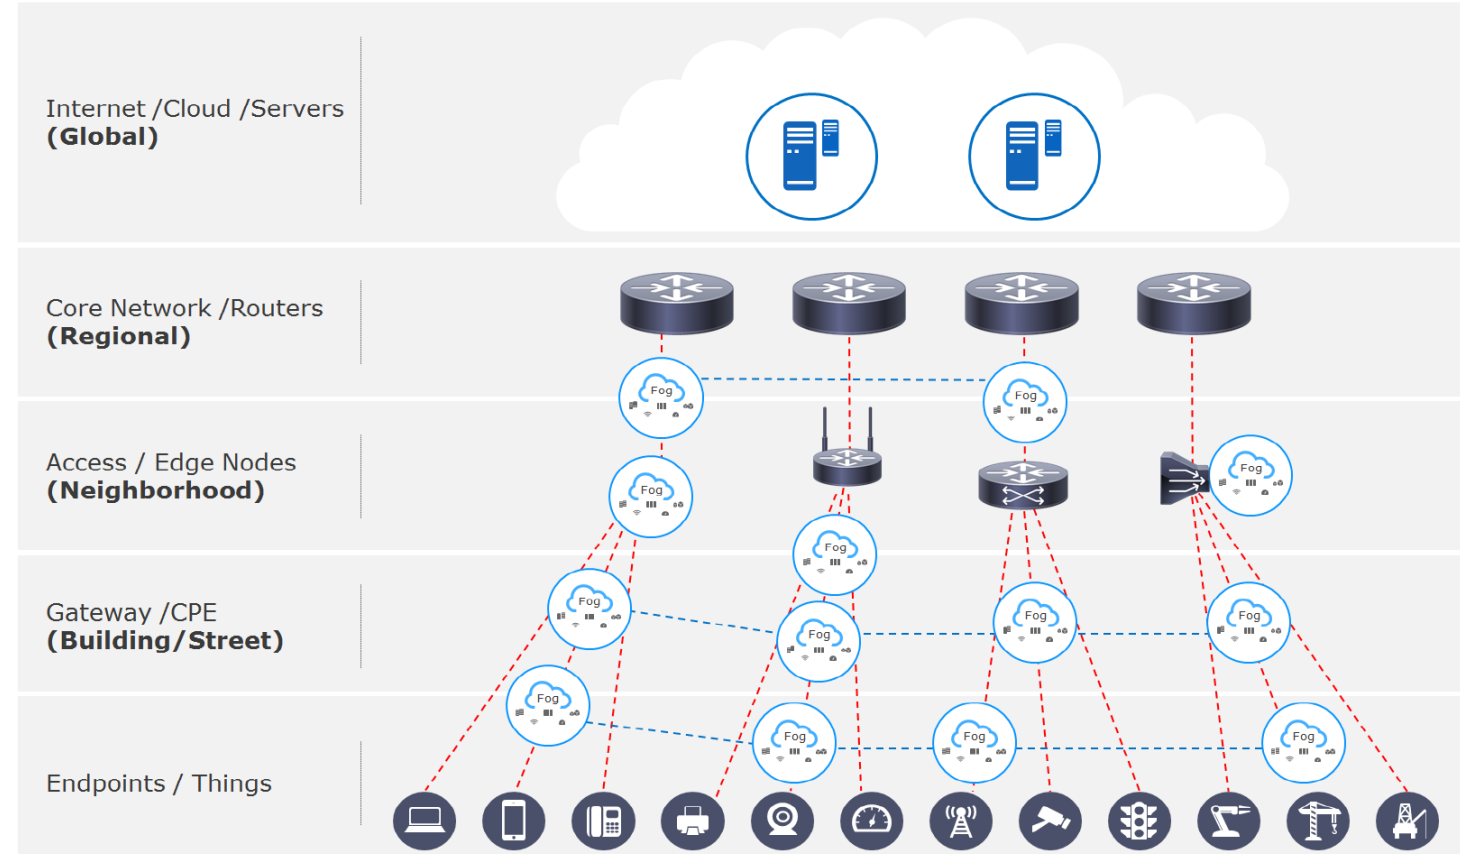 Internet /Cloud /Servers
(Global)
Core Network /Routers
(Regional)
Fog
Fog
Access / Edge Nodes
(Neighborhood)
Fog
Fog
Fog
Gateway /CPE
(Building/Street)
Fog
Fog
Fog
Fog
Fog
Fog
Fog
Fog
Endpoints / Things